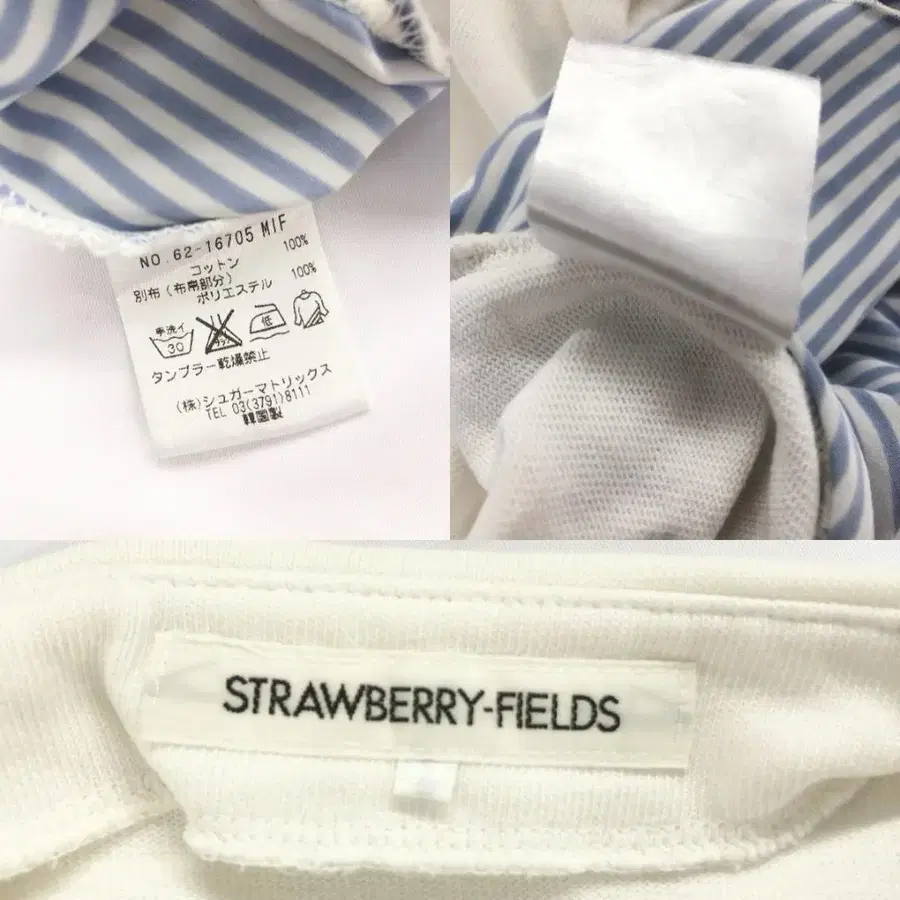 NO. 62-16705 MIF
コットン 100%
別布(布帛部分)
ポリエステル 100%
手洗イ
30
低
タンブラー乾燥禁止
(株)シュガーマトリックス
TEL 03(3791)8111
韓国製
STRAWBERRY-FIELDS